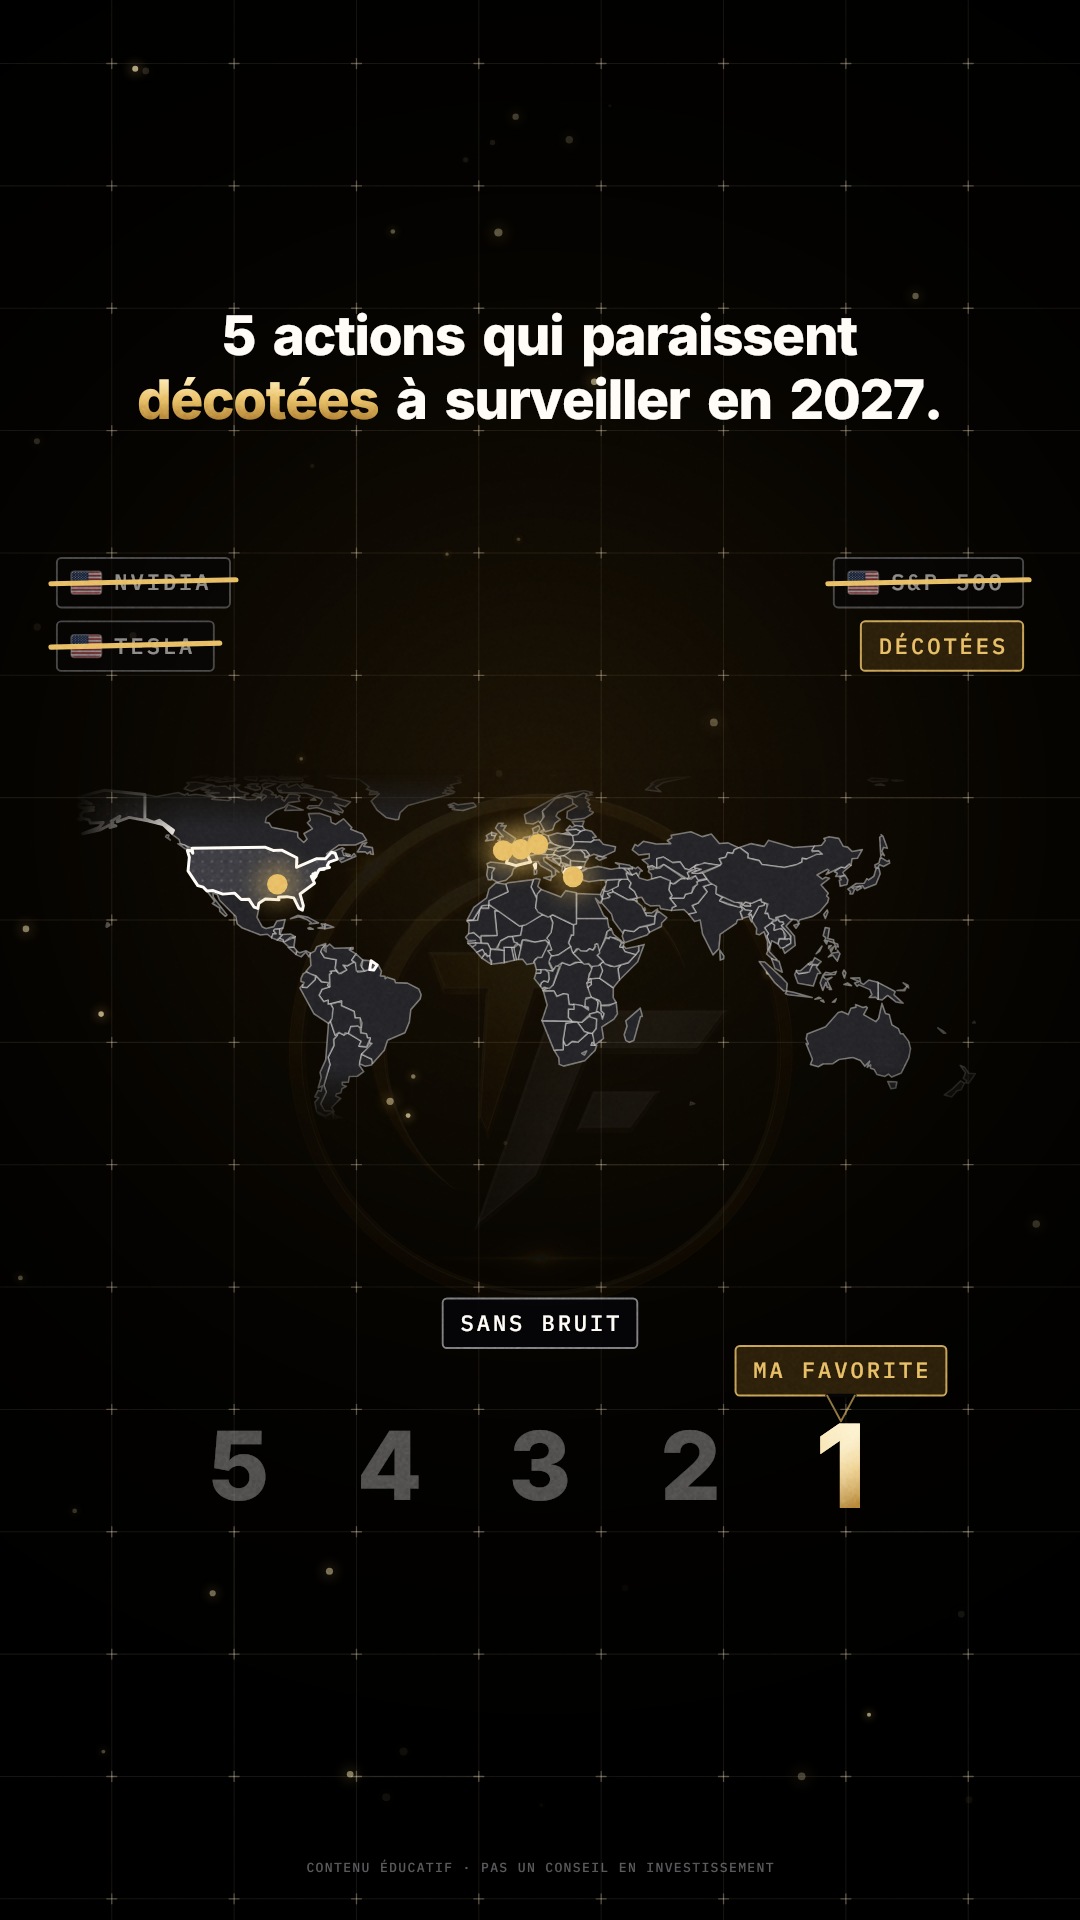 5 actions qui paraissent
décotées à surveiller en 2027.
NVIDIA
S&P 500
TESLA
DÉCOTÉES
SANS BRUIT
MA FAVORITE
5 4 3 2 1
CONTENU ÉDUCATIF · PAS UN CONSEIL EN INVESTISSEMENT